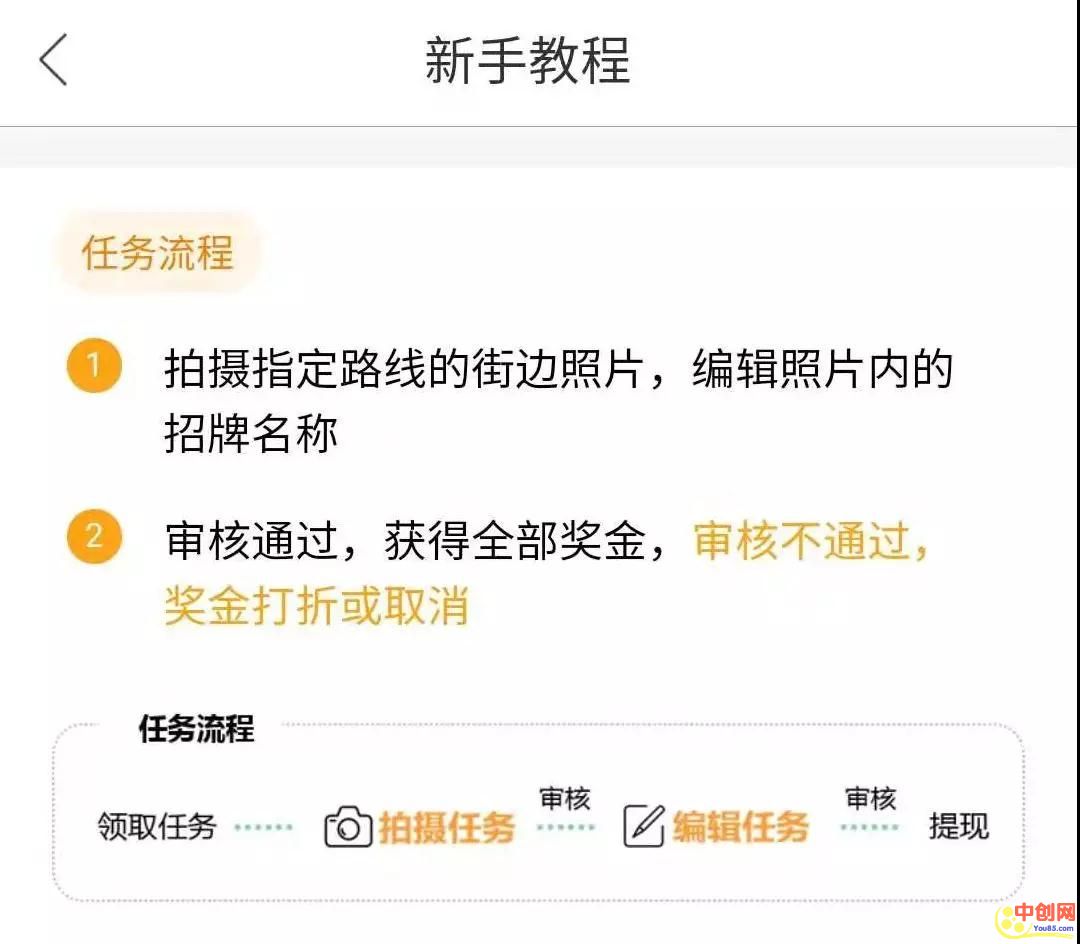 新手教程
任务流程
1 拍摄指定路线的街边照片，编辑照片内的
招牌名称
2 审核通过，获得全部奖金，审核不通过，
奖金打折或取消
任务流程
领取任务 拍摄任务 审核 编辑任务 审核 提现
中创网
You85.com